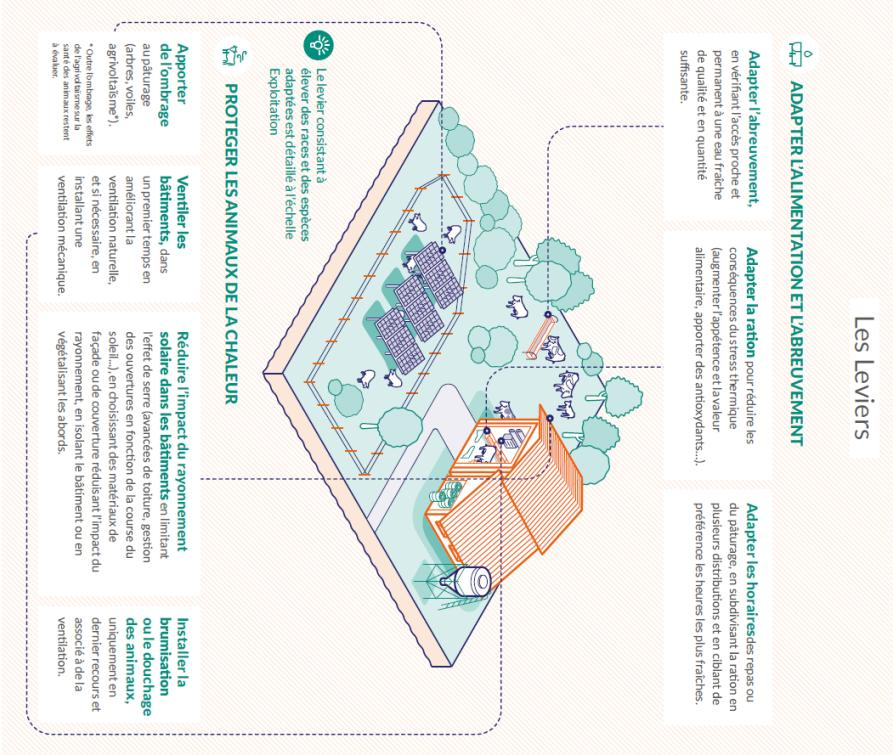 Les Leviers
ADAPTER L'ALIMENTATION ET L'ABREUVEMENT
Adapter l'abreuvement,
en vérifiant l'accès proche et
permanent à une eau fraîche
de qualité et en quantité
suffisante.
Adapter la ration pour réduire les
conséquences du stress thermique
(augmenter l'appétence et la valeur
alimentaire, apporter des antioxydants...).
Adapter les horaires des repas ou
du pâturage, en subdivisant la ration en
plusieurs distributions et en ciblant de
préférence les heures les plus fraîches.
Le levier consistant à
élever des races et des espèces
adaptées est détaillé à l'échelle
Exploitation
PROTEGER LES ANIMAUX DE LA CHALEUR
Apporter
de l'ombrage
au pâturage
(arbres, voiles,
agrivoltaïsme*).
* Outre l'ombrage, les effets
de l'agrivoltaïsme sur la
santé des animaux restent
à évaluer.
Ventiler les
bâtiments, dans
un premier temps en
améliorant la
ventilation naturelle,
et si nécessaire, en
installant une
ventilation mécanique.
Réduire l'impact du rayonnement
solaire dans les bâtiments en limitant
l'effet de serre (avancées de toiture, gestion
des ouvertures en fonction de la course du
soleil...), en choisissant des matériaux de
façade ou de couverture réduisant l'impact du
rayonnement, en isolant le bâtiment ou en
végétalisant les abords.
Installer la
brumisation
ou le douchage
des animaux,
uniquement en
dernier recours et
associé à de la
ventilation.